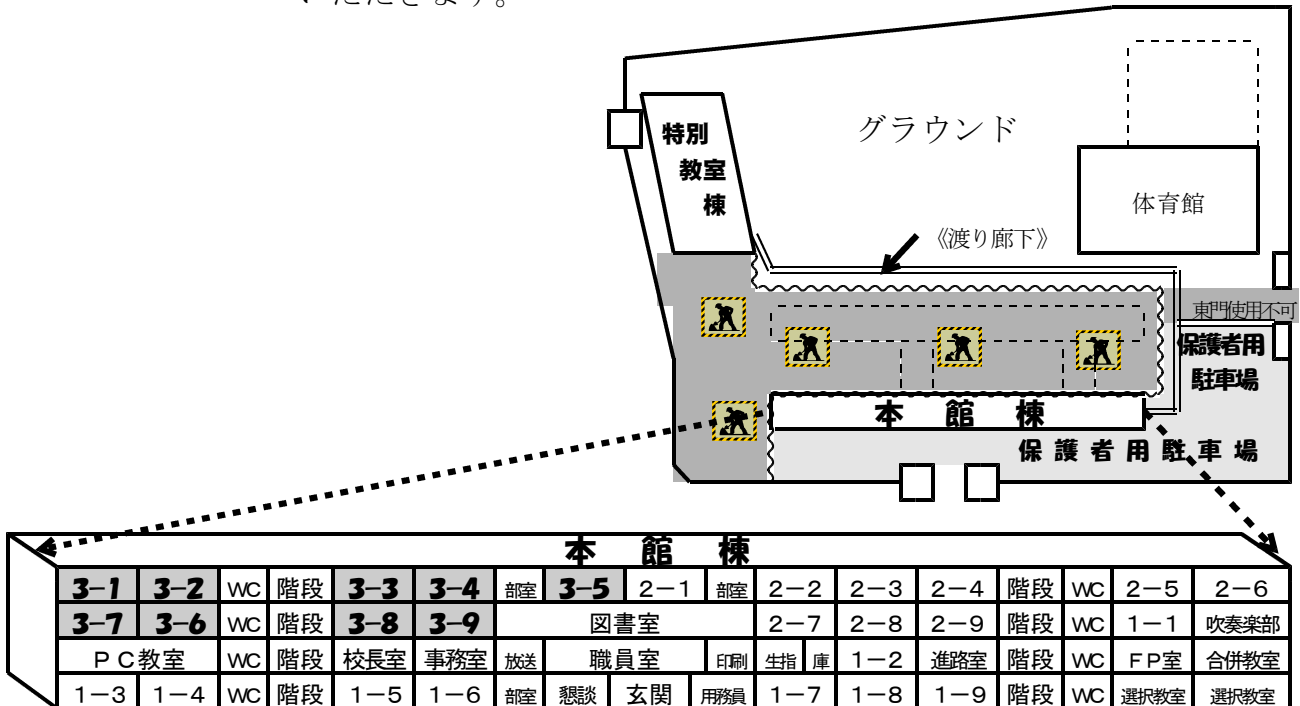 いただきます。
グラウンド
特別
教室
棟
体育館
《渡り廊下》
東門使用不可
保護者用
駐車場
本館棟
保護者用駐車場
本館棟
3-1 3-2 WC 階段 3-3 3-4 部室 3-5 2-1 部室 2-2 2-3 2-4 階段 WC 2-5 2-6
3-7 3-6 WC 階段 3-8 3-9 図書室 2-7 2-8 2-9 階段 WC 1-1 吹奏楽部
PC教室 WC 階段 校長室 事務室 放送 職員室 印刷 生指 庫 1-2 進路室 階段 WC FP室 合併教室
1-3 1-4 WC 階段 1-5 1-6 部室 懇談 玄関 用務員 1-7 1-8 1-9 階段 WC 選択教室 選択教室